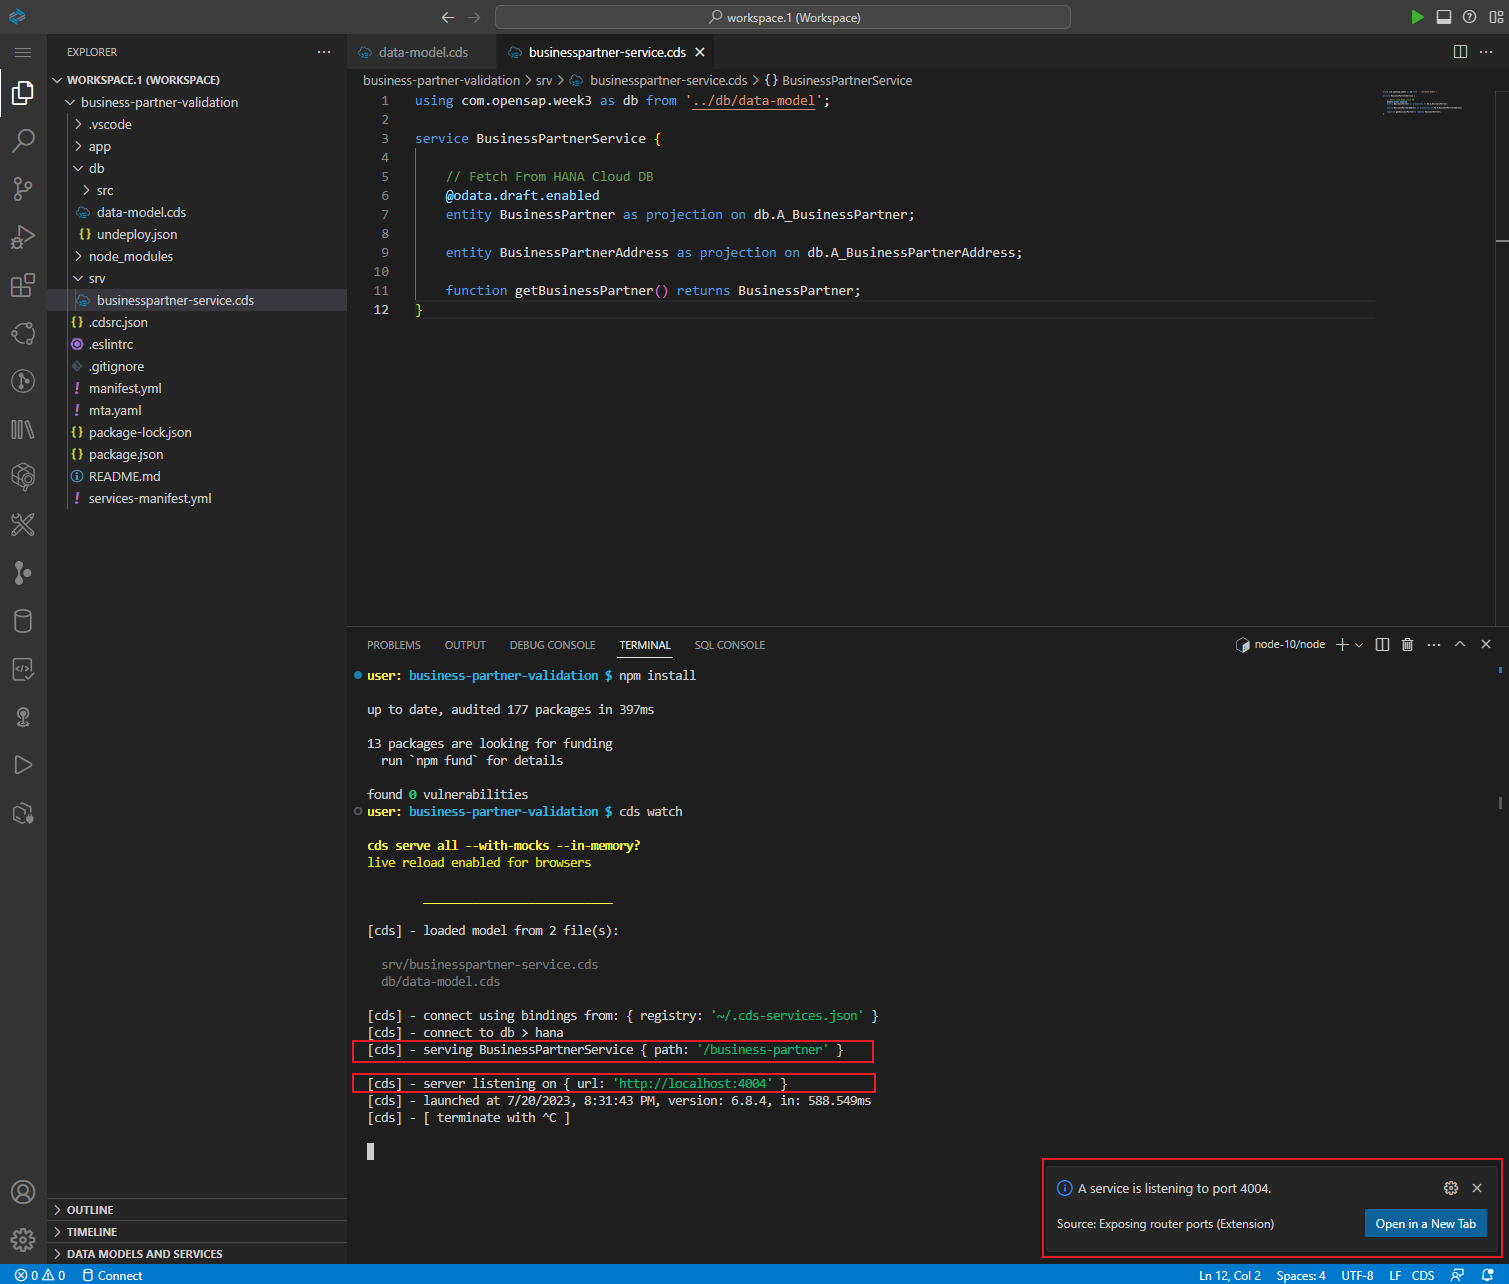 workspace.1 (Workspace)
EXPLORER
WORKSPACE.1 (WORKSPACE)
business-partner-validation
.vscode
app
db
src
data-model.cds
{} undeploy.json
node_modules
srv
businesspartner-service.cds
{} .cdsrc.json
.eslintrc
.gitignore
! manifest.yml
! mta.yaml
{} package-lock.json
{} package.json
README.md
! services-manifest.yml
OUTLINE
TIMELINE
DATA MODELS AND SERVICES
data-model.cds
businesspartner-service.cds
business-partner-validation > srv > businesspartner-service.cds > {} BusinessPartnerService
1 using com.opensap.week3 as db from '../db/data-model';
2
3 service BusinessPartnerService {
4
5 // Fetch From HANA Cloud DB
6 @odata.draft.enabled
7 entity BusinessPartner as projection on db.A_BusinessPartner;
8
9 entity BusinessPartnerAddress as projection on db.A_BusinessPartnerAddress;
10
11 function getBusinessPartner() returns BusinessPartner;
12 }
PROBLEMS OUTPUT DEBUG CONSOLE TERMINAL SQL CONSOLE
node-10/node
user: business-partner-validation $ npm install
up to date, audited 177 packages in 397ms
13 packages are looking for funding
run `npm fund` for details
found 0 vulnerabilities
user: business-partner-validation $ cds watch
cds serve all --with-mocks --in-memory?
live reload enabled for browsers
___________________________
[cds] - loaded model from 2 file(s):
srv/businesspartner-service.cds
db/data-model.cds
[cds] - connect using bindings from: { registry: '~/.cds-services.json' }
[cds] - connect to db > hana
[cds] - serving BusinessPartnerService { path: '/business-partner' }
[cds] - server listening on { url: 'http://localhost:4004' }
[cds] - launched at 7/20/2023, 8:31:43 PM, version: 6.8.4, in: 588.549ms
[cds] - [ terminate with ^C ]
A service is listening to port 4004.
Source: Exposing router ports (Extension)
Open in a New Tab
0 0 Connect
Ln 12, Col 2 Spaces: 4 UTF-8 LF CDS